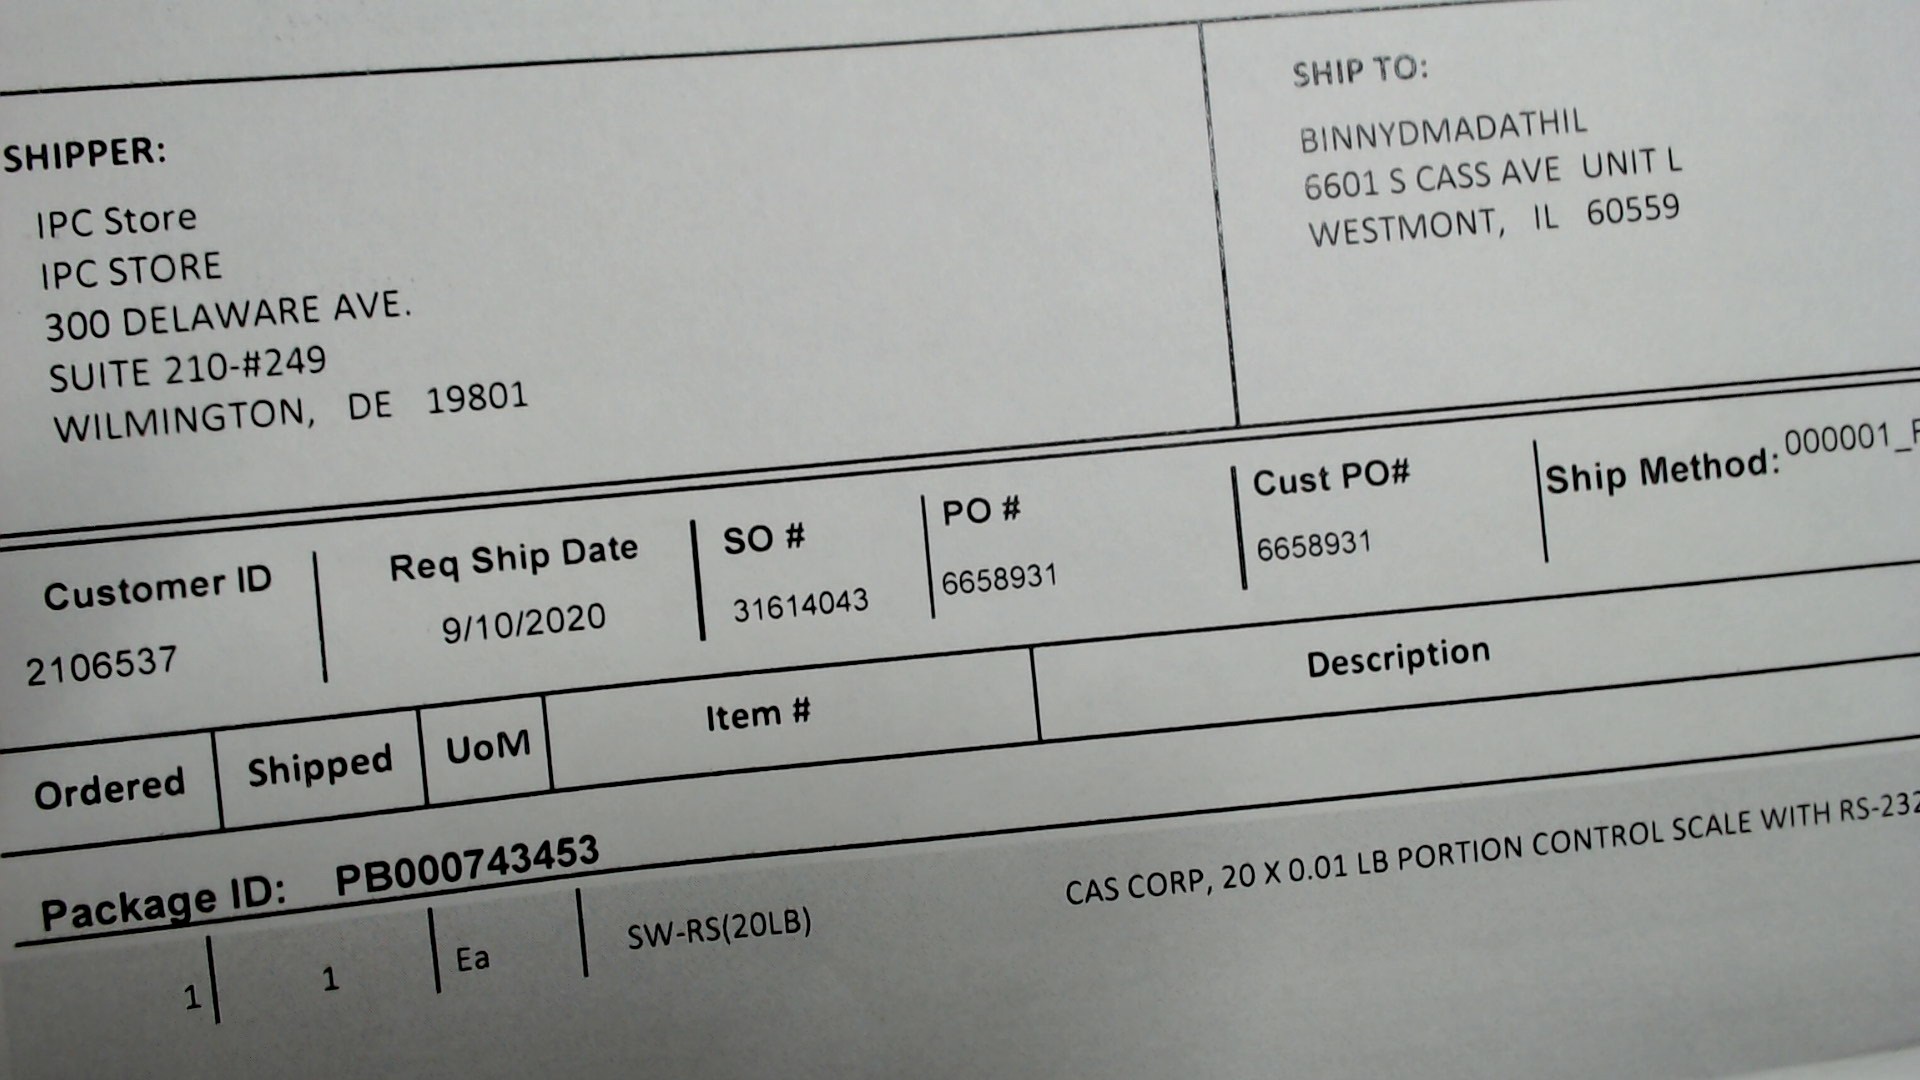 SHIPPER:
IPC Store
IPC STORE
300 DELAWARE AVE.
SUITE 210-#249
WILMINGTON, DE 19801
SHIP TO:
BINNYDMADATHIL
6601 S CASS AVE UNIT L
WESTMONT, IL 60559
Customer ID
2106537
Req Ship Date
9/10/2020
SO #
31614043
PO #
6658931
Cust PO#
6658931
Ship Method: 000001_
Ordered Shipped UoM Item # Description
Package ID: PB000743453
1 1 Ea SW-RS(20LB) CAS CORP, 20 X 0.01 LB PORTION CONTROL SCALE WITH RS-232